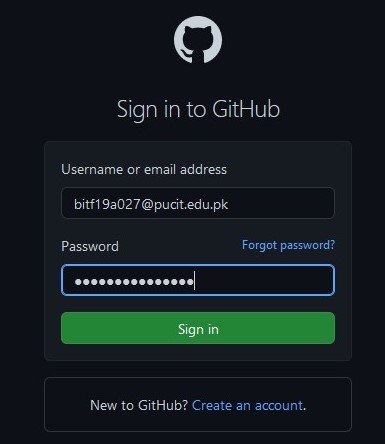 Sign in to GitHub
Username or email address
bitf19a027@pucit.edu.pk
Password Forgot password?
●●●●●●●●●●●●●●●
Sign in
New to GitHub? Create an account.